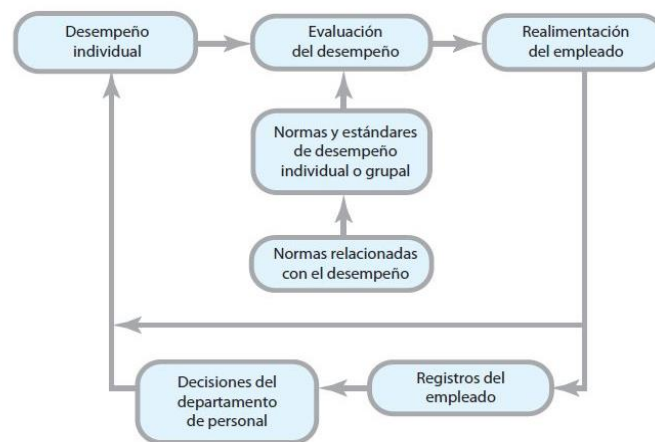 Desempeño
individual
Evaluación
del desempeño
Realimentación
del empleado
Normas y estándares
de desempeño
individual o grupal
Normas relacionadas
con el desempeño
Decisiones del
departamento
de personal
Registros del
empleado